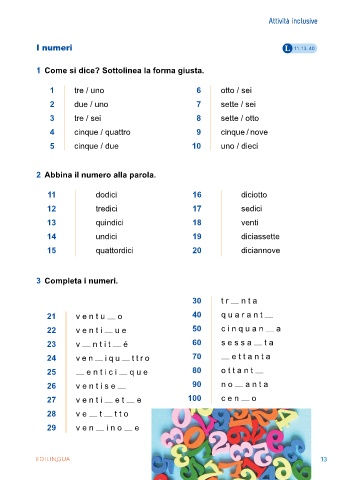 Attività inclusive
I numeri
L 11, 13, 40
1 Come si dice? Sottolinea la forma giusta.
1 tre / uno
2 due / uno
3 tre / sei
4 cinque / quattro
5 cinque / due
6 otto / sei
7 sette / sei
8 sette / otto
9 cinque / nove
10 uno / dieci
2 Abbina il numero alla parola.
11 dodici
12 tredici
13 quindici
14 undici
15 quattordici
16 diciotto
17 sedici
18 venti
19 diciassette
20 diciannove
3 Completa i numeri.
21 v e n t u __ o
22 v e n t i __ u e
23 v __ n t i t __ é
24 v e n __ i q u __ t t r o
25 __ e n t i c i __ q u e
26 v e n t i s e __
27 v e n t i __ e t __ e
28 v e __ t __ t t o
29 v e n __ i n o __ e
30 t r __ n t a
40 q u a r a n t __
50 c i n q u a n __ a
60 s e s s a __ t a
70 __ e t t a n t a
80 o t t a n t __
90 n o __ a n t a
100 c e n __ o
EDILINGUA
13